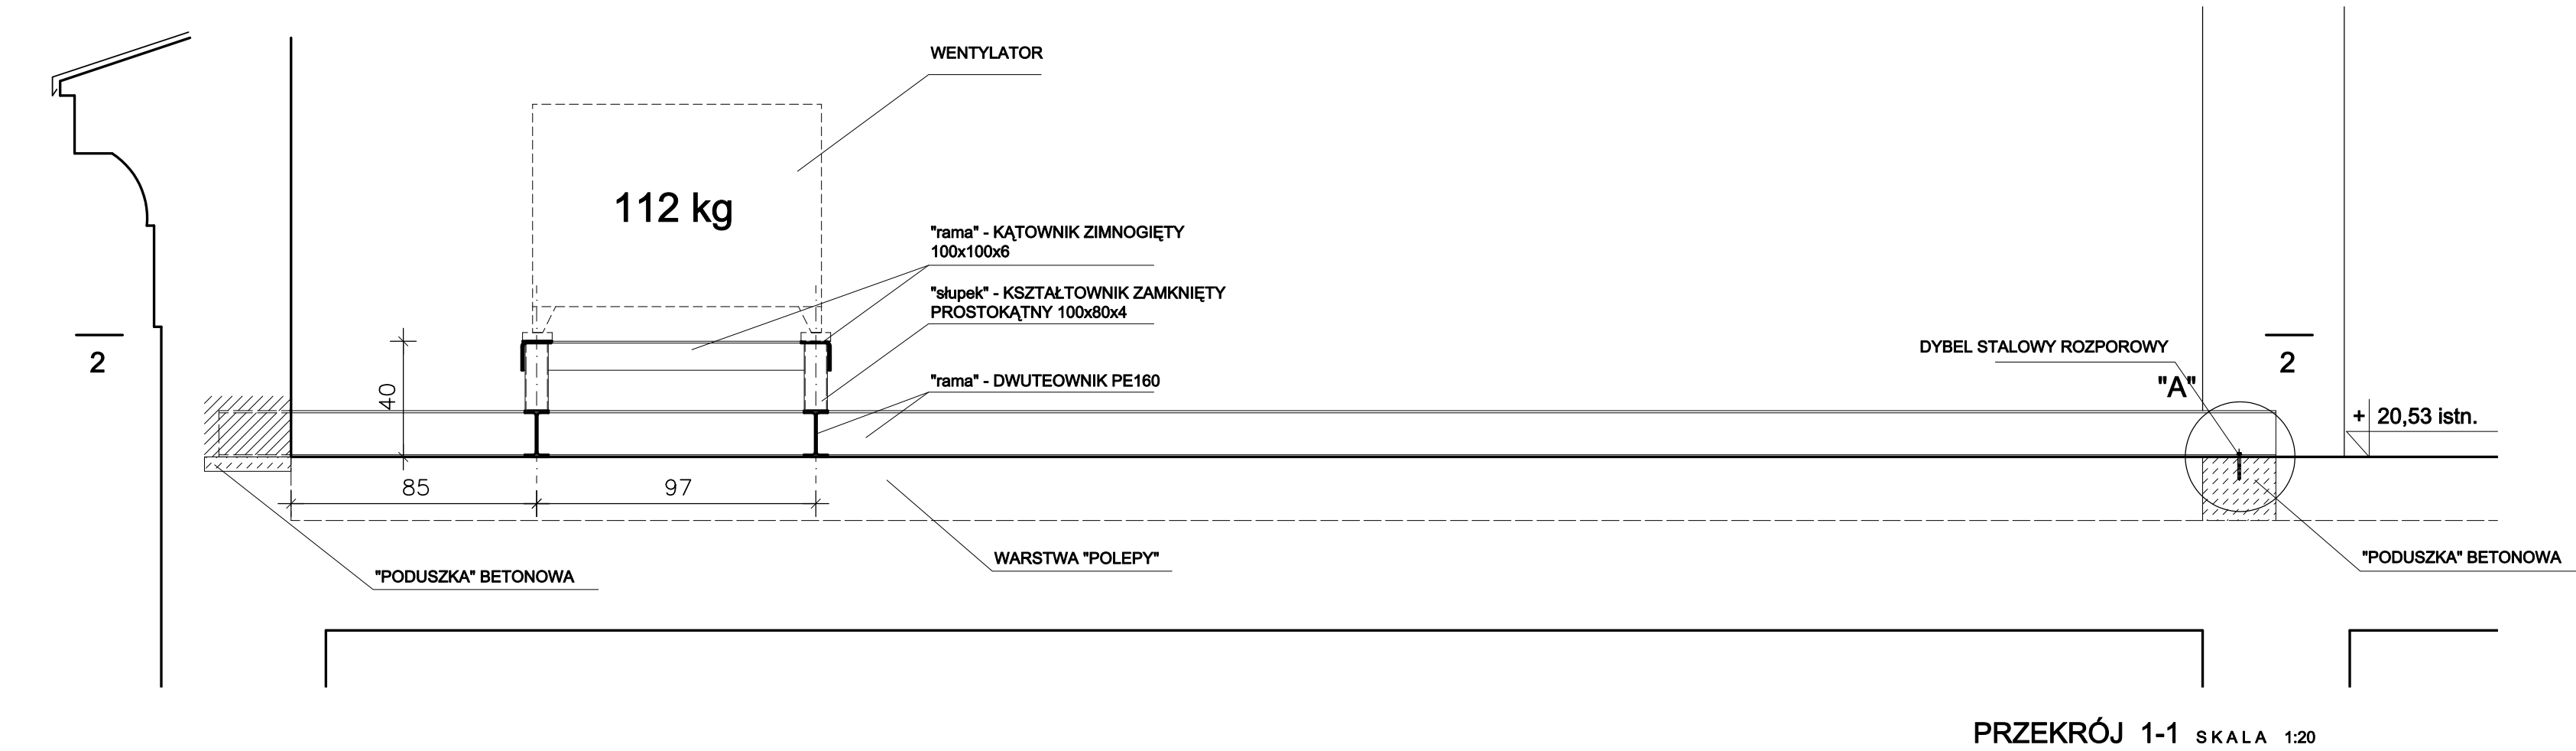 WENTYLATOR
112 kg
"rama" - KĄTOWNIK ZIMNOGIĘTY
100x100x6
"słupek" - KSZTAŁTOWNIK ZAMKNIĘTY
PROSTOKĄTNY 100x80x4
2
DYBEL STALOWY ROZPOROWY
2
"rama" - DWUTEOWNIK PE160
"A"
40
+ 20,53 istn.
85
97
WARSTWA "POLEPY"
"PODUSZKA" BETONOWA
"PODUSZKA" BETONOWA
PRZEKRÓJ 1-1 SKALA 1:20